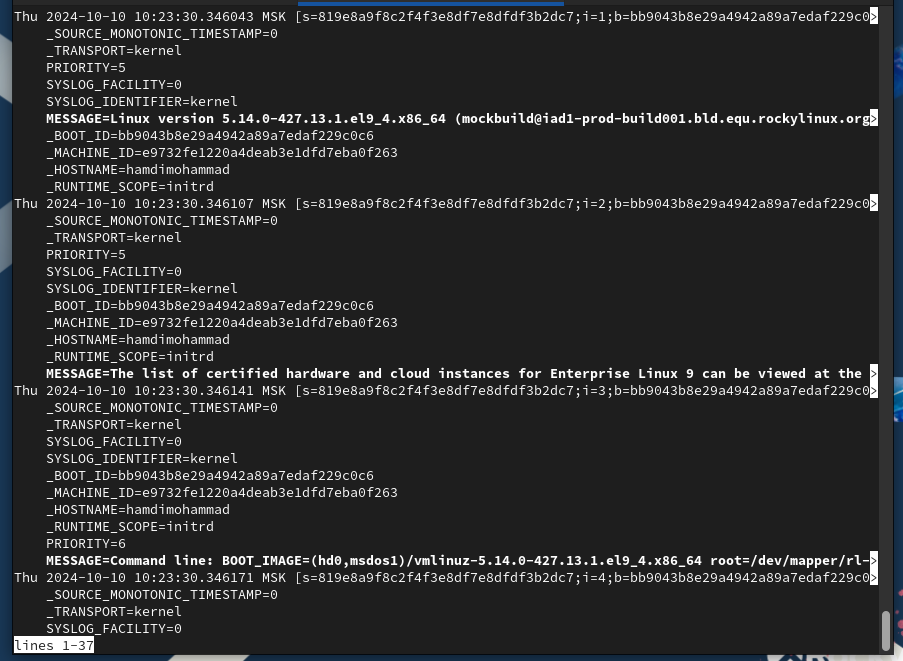 Thu 2024-10-10 10:23:30.346043 MSK [s=819e8a9f8c2f4f3e8df7e8dfdf3b2dc7;i=1;b=bb9043b8e29a4942a89a7edaf229c0>
    _SOURCE_MONOTONIC_TIMESTAMP=0
    _TRANSPORT=kernel
    PRIORITY=5
    SYSLOG_FACILITY=0
    SYSLOG_IDENTIFIER=kernel
    MESSAGE=Linux version 5.14.0-427.13.1.el9_4.x86_64 (mockbuild@iad1-prod-build001.bld.equ.rockylinux.org>
    _BOOT_ID=bb9043b8e29a4942a89a7edaf229c0c6
    _MACHINE_ID=e9732fe1220a4deab3e1dfd7eba0f263
    _HOSTNAME=hamdimohammad
    _RUNTIME_SCOPE=initrd
Thu 2024-10-10 10:23:30.346107 MSK [s=819e8a9f8c2f4f3e8df7e8dfdf3b2dc7;i=2;b=bb9043b8e29a4942a89a7edaf229c0>
    _SOURCE_MONOTONIC_TIMESTAMP=0
    _TRANSPORT=kernel
    PRIORITY=5
    SYSLOG_FACILITY=0
    SYSLOG_IDENTIFIER=kernel
    _BOOT_ID=bb9043b8e29a4942a89a7edaf229c0c6
    _MACHINE_ID=e9732fe1220a4deab3e1dfd7eba0f263
    _HOSTNAME=hamdimohammad
    _RUNTIME_SCOPE=initrd
    MESSAGE=The list of certified hardware and cloud instances for Enterprise Linux 9 can be viewed at the >
Thu 2024-10-10 10:23:30.346141 MSK [s=819e8a9f8c2f4f3e8df7e8dfdf3b2dc7;i=3;b=bb9043b8e29a4942a89a7edaf229c0>
    _SOURCE_MONOTONIC_TIMESTAMP=0
    _TRANSPORT=kernel
    SYSLOG_FACILITY=0
    SYSLOG_IDENTIFIER=kernel
    _BOOT_ID=bb9043b8e29a4942a89a7edaf229c0c6
    _MACHINE_ID=e9732fe1220a4deab3e1dfd7eba0f263
    _HOSTNAME=hamdimohammad
    _RUNTIME_SCOPE=initrd
    PRIORITY=6
    MESSAGE=Command line: BOOT_IMAGE=(hd0,msdos1)/vmlinuz-5.14.0-427.13.1.el9_4.x86_64 root=/dev/mapper/rl->
Thu 2024-10-10 10:23:30.346171 MSK [s=819e8a9f8c2f4f3e8df7e8dfdf3b2dc7;i=4;b=bb9043b8e29a4942a89a7edaf229c0>
    _SOURCE_MONOTONIC_TIMESTAMP=0
    _TRANSPORT=kernel
    SYSLOG_FACILITY=0
lines 1-37